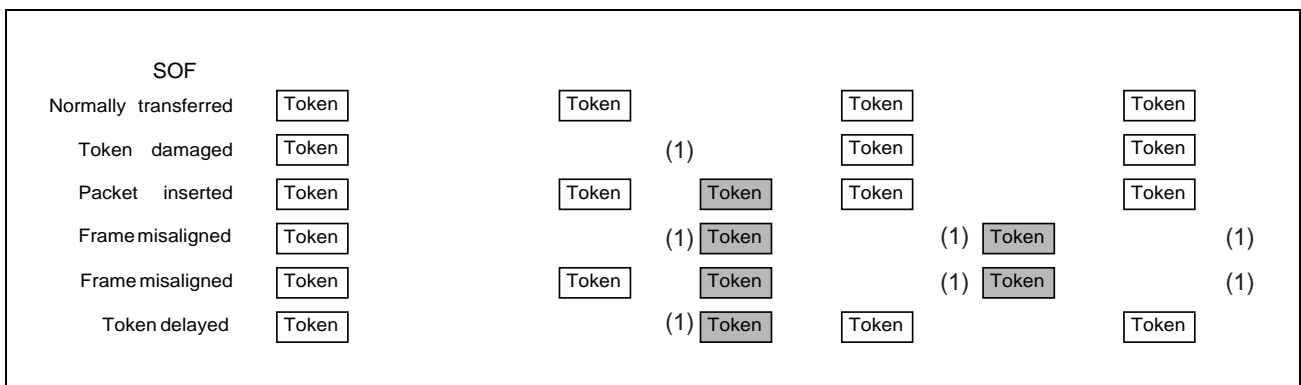 SOF
Normally transferred Token Token Token Token
Token damaged Token (1) Token Token
Packet inserted Token Token Token Token Token
Frame misaligned Token (1) Token (1) Token (1)
Frame misaligned Token Token Token (1) Token (1)
Token delayed Token (1) Token Token Token